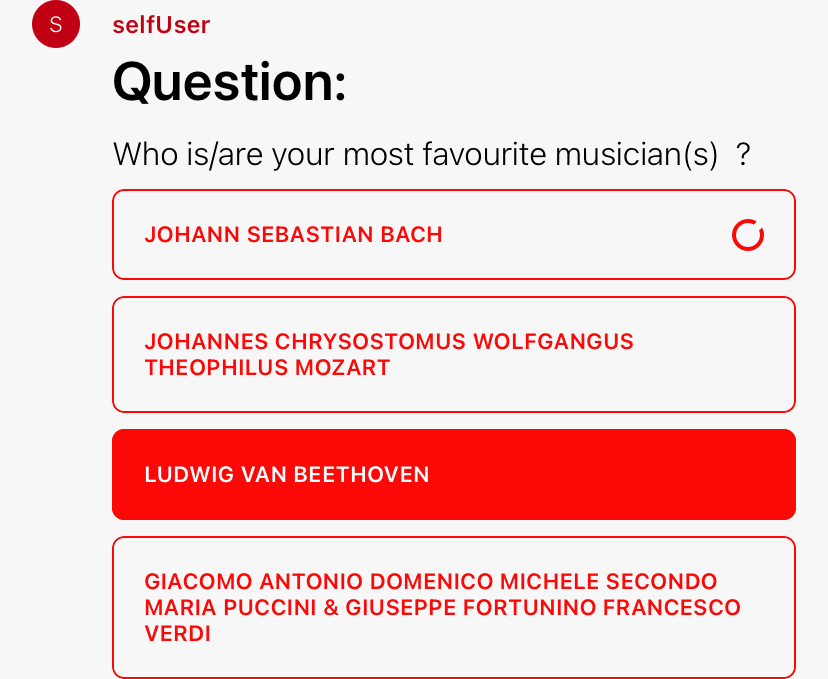 S
selfUser
Question:
Who is/are your most favourite musician(s)  ?
JOHANN SEBASTIAN BACH
JOHANNES CHRYSOSTOMUS WOLFGANGUS
THEOPHILUS MOZART
LUDWIG VAN BEETHOVEN
GIACOMO ANTONIO DOMENICO MICHELE SECONDO
MARIA PUCCINI & GIUSEPPE FORTUNINO FRANCESCO
VERDI